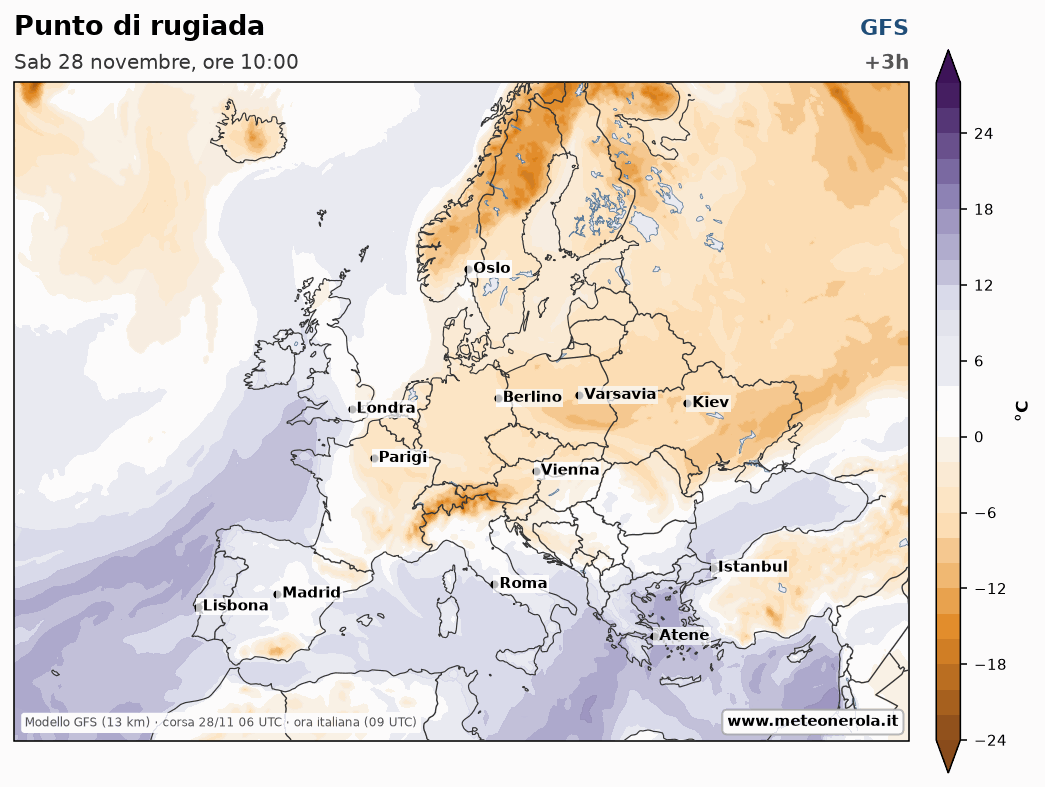 Punto di rugiada
GFS
Sab 28 novembre, ore 10:00
+3h
24
18
12
6
0
−6
−12
−18
−24
°C
Oslo
Berlino
Varsavia
Kiev
Londra
Parigi
Vienna
Istanbul
Roma
Madrid
Lisbona
Atene
Modello GFS (13 km) · corsa 28/11 06 UTC · ora italiana (09 UTC)
www.meteonerola.it